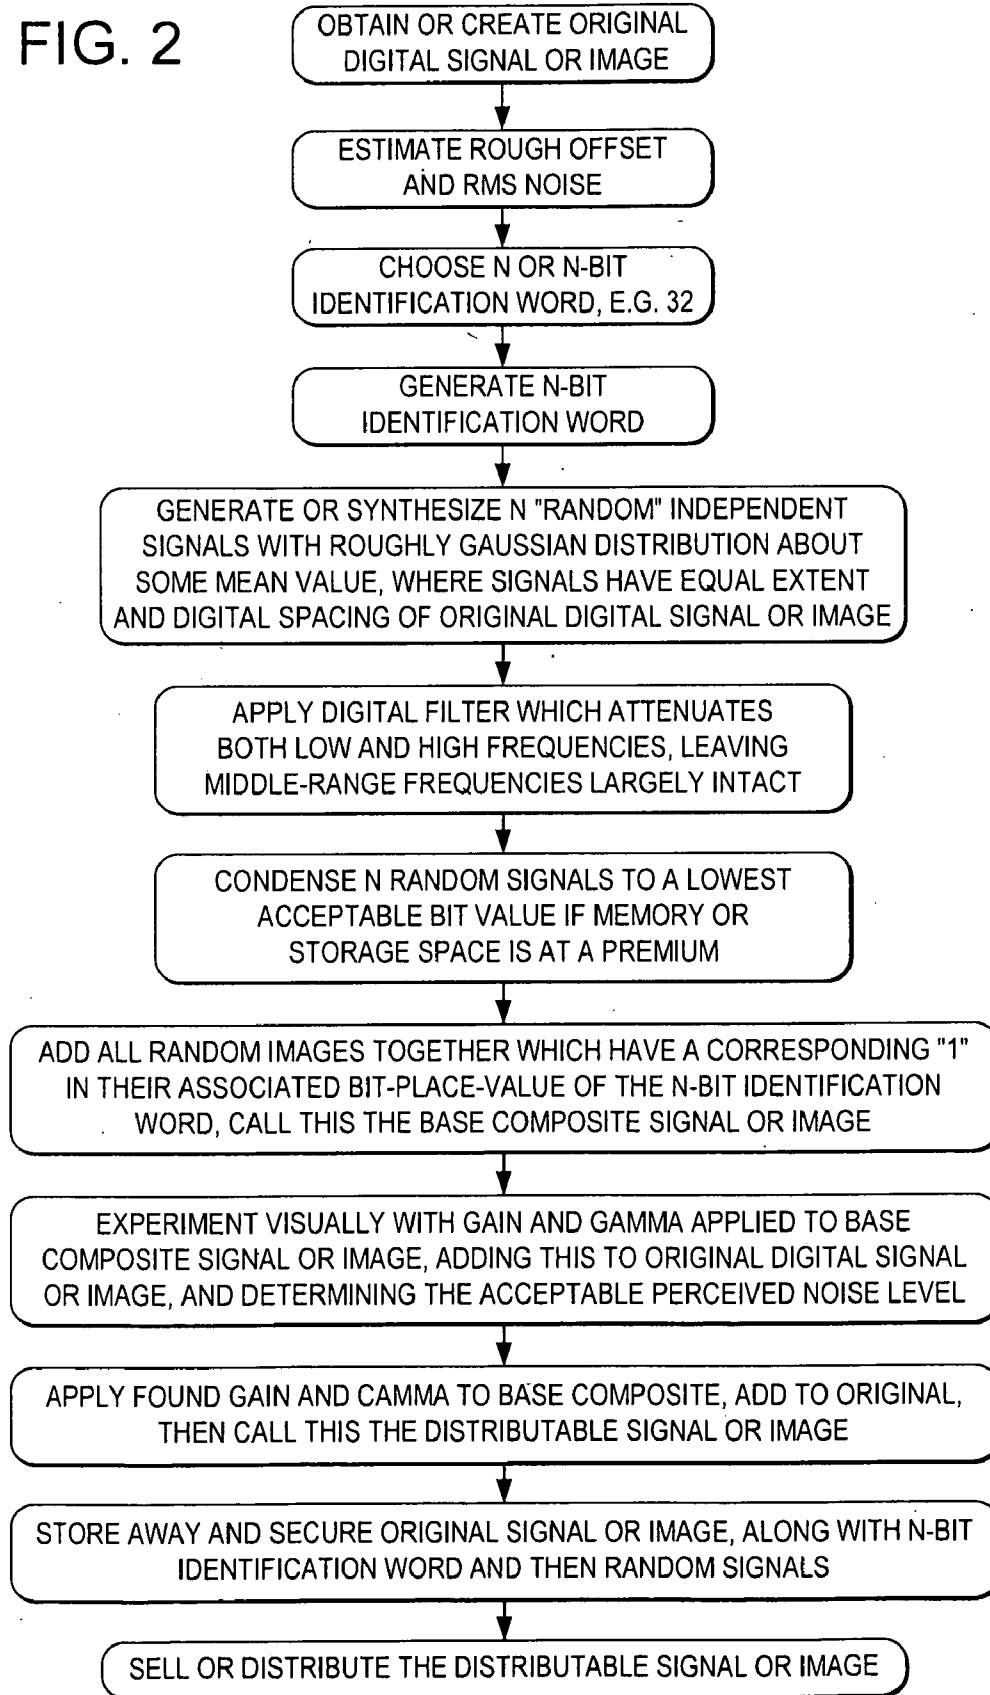 FIG. 2
OBTAIN OR CREATE ORIGINAL
DIGITAL SIGNAL OR IMAGE
ESTIMATE ROUGH OFFSET
AND RMS NOISE
CHOOSE N OR N-BIT
IDENTIFICATION WORD, E.G. 32
GENERATE N-BIT
IDENTIFICATION WORD
GENERATE OR SYNTHESIZE N "RANDOM" INDEPENDENT
SIGNALS WITH ROUGHLY GAUSSIAN DISTRIBUTION ABOUT
SOME MEAN VALUE, WHERE SIGNALS HAVE EQUAL EXTENT
AND DIGITAL SPACING OF ORIGINAL DIGITAL SIGNAL OR IMAGE
APPLY DIGITAL FILTER WHICH ATTENUATES
BOTH LOW AND HIGH FREQUENCIES, LEAVING
MIDDLE-RANGE FREQUENCIES LARGELY INTACT
CONDENSE N RANDOM SIGNALS TO A LOWEST
ACCEPTABLE BIT VALUE IF MEMORY OR
STORAGE SPACE IS AT A PREMIUM
ADD ALL RANDOM IMAGES TOGETHER WHICH HAVE A CORRESPONDING "1"
IN THEIR ASSOCIATED BIT-PLACE-VALUE OF THE N-BIT IDENTIFICATION
WORD, CALL THIS THE BASE COMPOSITE SIGNAL OR IMAGE
EXPERIMENT VISUALLY WITH GAIN AND GAMMA APPLIED TO BASE
COMPOSITE SIGNAL OR IMAGE, ADDING THIS TO ORIGINAL DIGITAL SIGNAL
OR IMAGE, AND DETERMINING THE ACCEPTABLE PERCEIVED NOISE LEVEL
APPLY FOUND GAIN AND CAMMA TO BASE COMPOSITE, ADD TO ORIGINAL,
THEN CALL THIS THE DISTRIBUTABLE SIGNAL OR IMAGE
STORE AWAY AND SECURE ORIGINAL SIGNAL OR IMAGE, ALONG WITH N-BIT
IDENTIFICATION WORD AND THEN RANDOM SIGNALS
SELL OR DISTRIBUTE THE DISTRIBUTABLE SIGNAL OR IMAGE